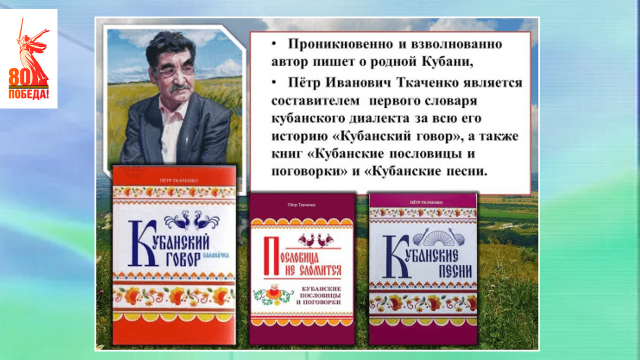 80
ПОБЕДА!
• Проникновенно и взволнованно
автор пишет о родной Кубани,
• Пётр Иванович Ткаченко является
составителем первого словаря
кубанского диалекта за всю его
историю «Кубанский говор», а также
книг «Кубанские пословицы и
поговорки» и «Кубанские песни.
ПЁТР ТКАЧЕНКО
КУБАНСКИЙ
ГОВОР
БАЛАКАЧКА
Пётр Ткаченко
ПОСЛОВИЦА
НЕ СЛОМИТСЯ
КУБАНСКИЕ
ПОСЛОВИЦЫ
И ПОГОВОРКИ
ПЁТР ТКАЧЕНКО
КУБАНСКИЕ
ПЕСНИ